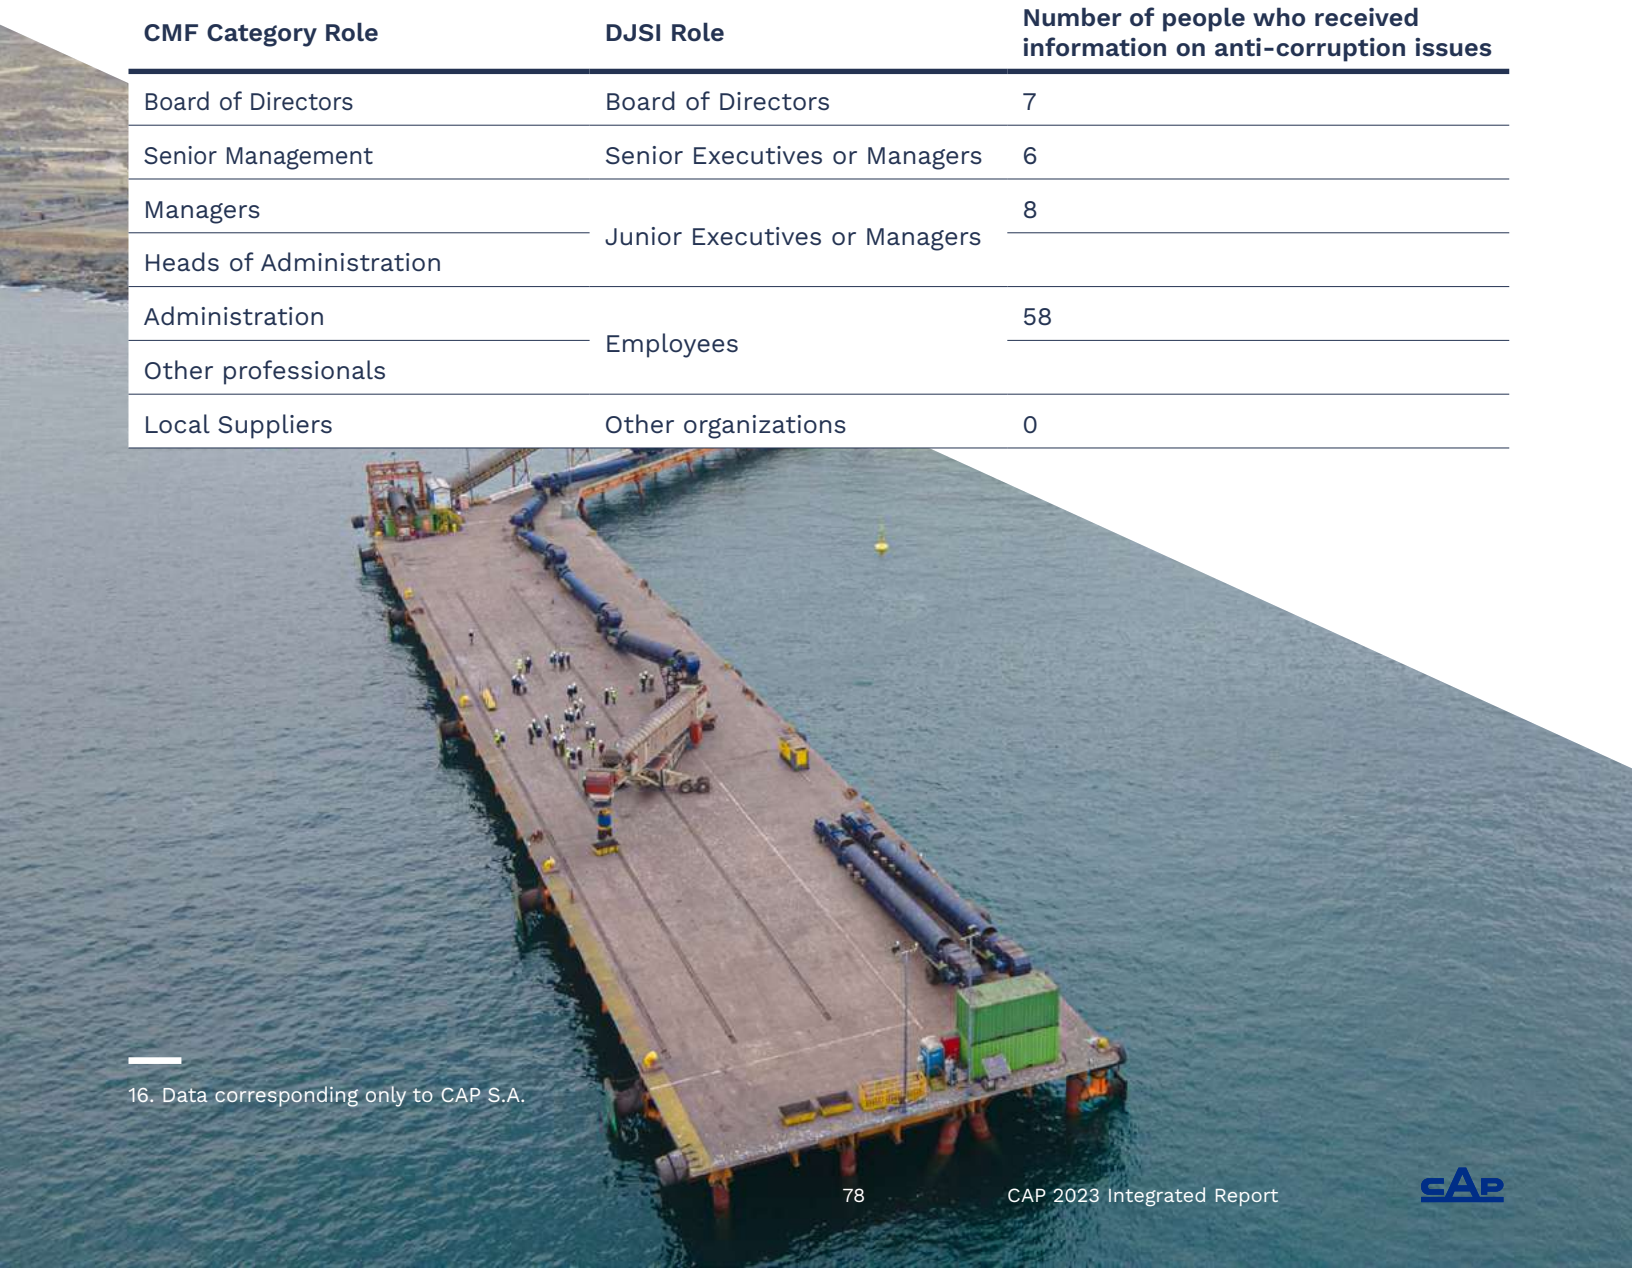 CMF Category Role
DJSI Role
Number of people who received
information on anti-corruption issues
Board of Directors
Board of Directors
7
Senior Management
Senior Executives or Managers
6
Managers
Junior Executives or Managers
8
Heads of Administration
Administration
Employees
58
Other professionals
Local Suppliers
Other organizations
0
16. Data corresponding only to CAP S.A.
78
CAP 2023 Integrated Report
CAP